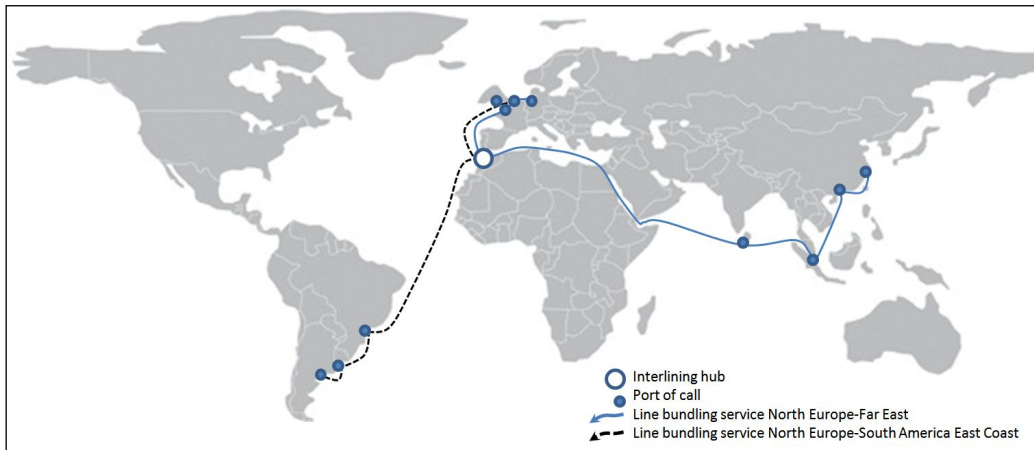 Interlining hub
Port of call
Line bundling service North Europe-Far East
Line bundling service North Europe-South America East Coast